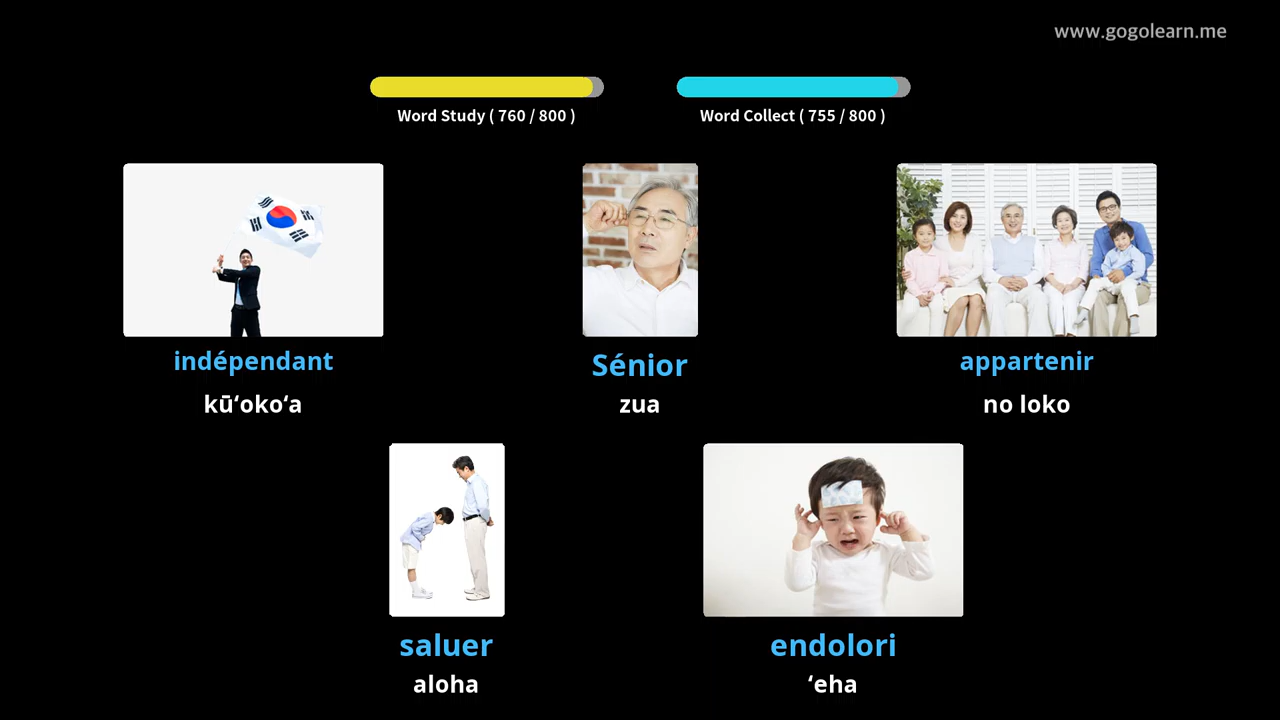 www.gogolearn.me
Word Study ( 760 / 800 )
Word Collect ( 755 / 800 )
indépendant
kūʻokoʻa
Sénior
zua
appartenir
no loko
saluer
aloha
endolori
ʻeha